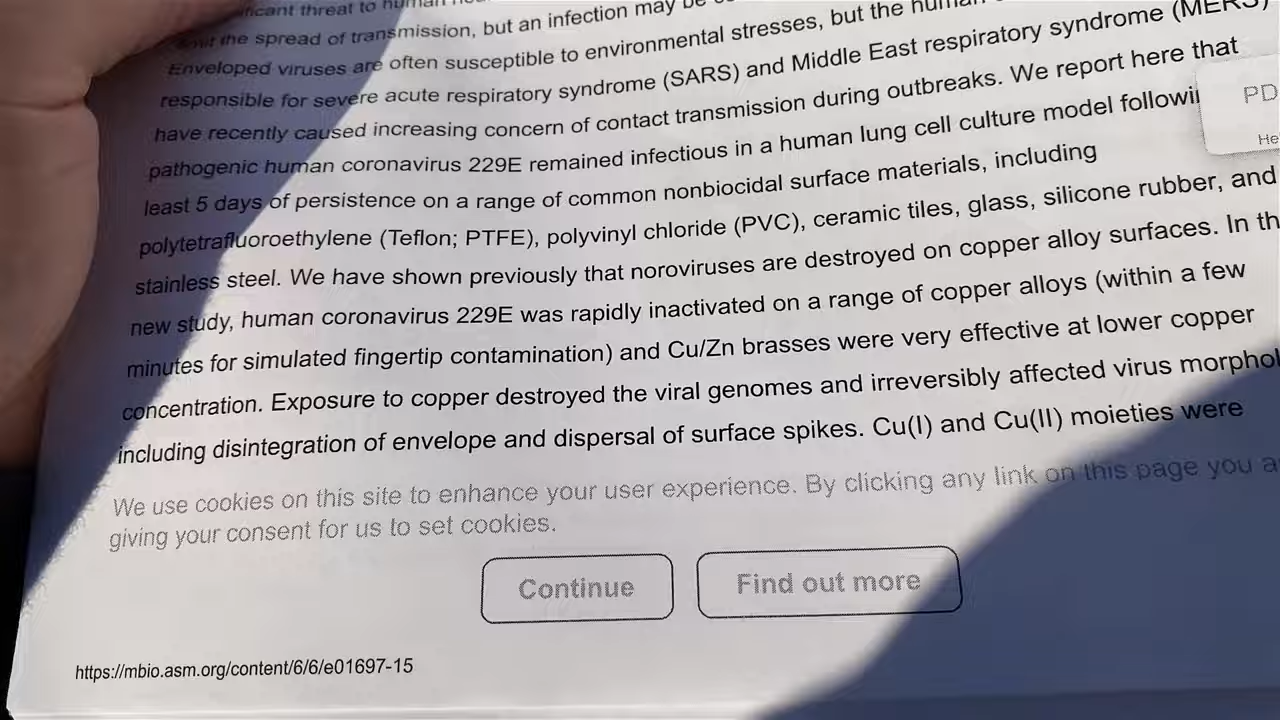 threat to human
the spread of transmission, but an infection may be
Enveloped viruses are often susceptible to environmental stresses, but the human
responsible for severe acute respiratory syndrome (SARS) and Middle East respiratory syndrome (MERS)
have recently caused increasing concern of contact transmission during outbreaks. We report here that
pathogenic human coronavirus 229E remained infectious in a human lung cell culture model followi
least 5 days of persistence on a range of common nonbiocidal surface materials, including
polytetrafluoroethylene (Teflon; PTFE), polyvinyl chloride (PVC), ceramic tiles, glass, silicone rubber, and
stainless steel. We have shown previously that noroviruses are destroyed on copper alloy surfaces. In th
new study, human coronavirus 229E was rapidly inactivated on a range of copper alloys (within a few
minutes for simulated fingertip contamination) and Cu/Zn brasses were very effective at lower copper
concentration. Exposure to copper destroyed the viral genomes and irreversibly affected virus morphol
including disintegration of envelope and dispersal of surface spikes. Cu(I) and Cu(II) moieties were
PD
He
We use cookies on this site to enhance your user experience. By clicking any link on this page you a
giving your consent for us to set cookies.
Continue
Find out more
https://mbio.asm.org/content/6/6/e01697-15